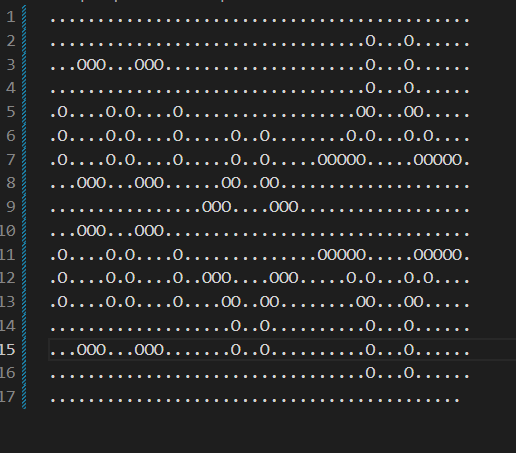 1 ............................................
2 .................................O...O......
3 ...OOO...OOO.....................O...O......
4 .................................O...O......
5 .O....O.O....O..................OO...OO.....
6 .O....O.O....O.....O..O........O.O...O.O....
7 .O....O.O....O.....O..O.....OOOOO.....OOOOO.
8 ...OOO...OOO......OO..OO....................
9 ................OOO....OOO..................
10 ...OOO...OOO................................
11 .O....O.O....O..............OOOOO.....OOOOO.
12 .O....O.O....O..OOO....OOO.....O.O...O.O....
13 .O....O.O....O....OO..OO........OO...OO.....
14 ...................O..O..........O...O......
15 ...OOO...OOO.......O..O..........O...O......
16 .................................O...O......
17 ...........................................